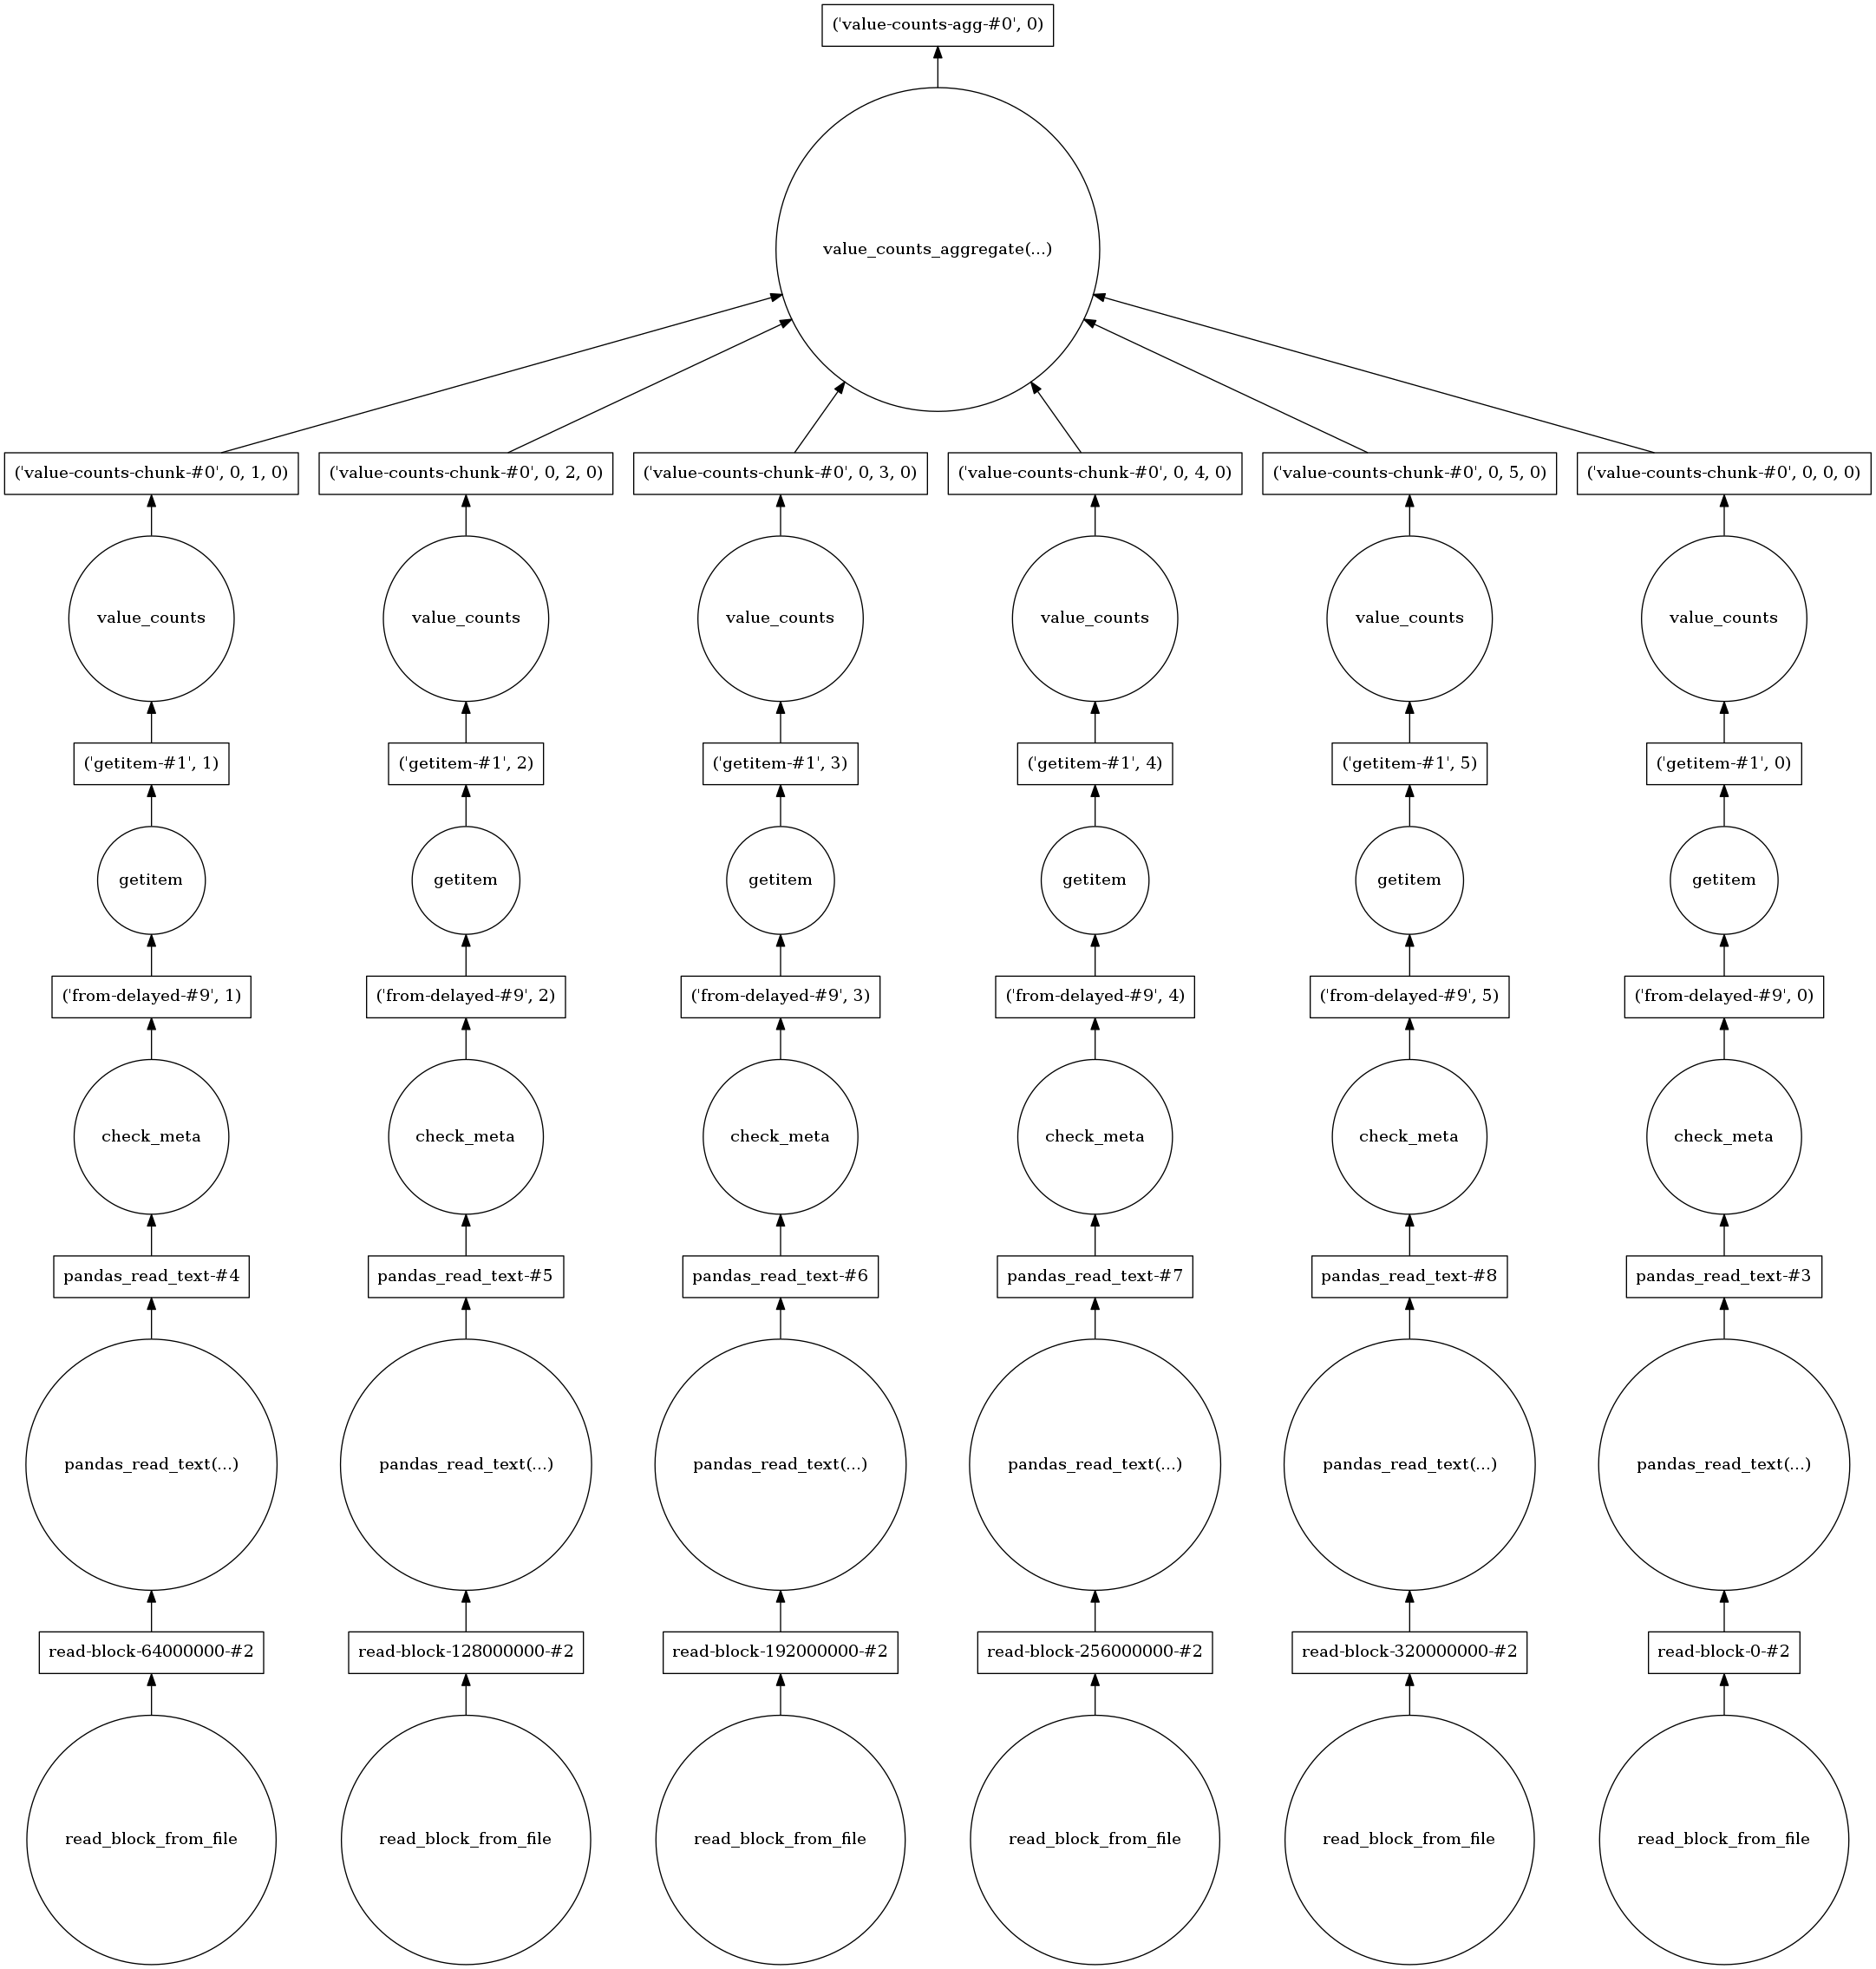 ('value-counts-agg-#0', 0)
value_counts_aggregate(...)
('value-counts-chunk-#0', 0, 1, 0)
('value-counts-chunk-#0', 0, 2, 0)
('value-counts-chunk-#0', 0, 3, 0)
('value-counts-chunk-#0', 0, 4, 0)
('value-counts-chunk-#0', 0, 5, 0)
('value-counts-chunk-#0', 0, 0, 0)
value_counts
value_counts
value_counts
value_counts
value_counts
value_counts
('getitem-#1', 1)
('getitem-#1', 2)
('getitem-#1', 3)
('getitem-#1', 4)
('getitem-#1', 5)
('getitem-#1', 0)
getitem
getitem
getitem
getitem
getitem
getitem
('from-delayed-#9', 1)
('from-delayed-#9', 2)
('from-delayed-#9', 3)
('from-delayed-#9', 4)
('from-delayed-#9', 5)
('from-delayed-#9', 0)
check_meta
check_meta
check_meta
check_meta
check_meta
check_meta
pandas_read_text-#4
pandas_read_text-#5
pandas_read_text-#6
pandas_read_text-#7
pandas_read_text-#8
pandas_read_text-#3
pandas_read_text(...)
pandas_read_text(...)
pandas_read_text(...)
pandas_read_text(...)
pandas_read_text(...)
pandas_read_text(...)
read-block-64000000-#2
read-block-128000000-#2
read-block-192000000-#2
read-block-256000000-#2
read-block-320000000-#2
read-block-0-#2
read_block_from_file
read_block_from_file
read_block_from_file
read_block_from_file
read_block_from_file
read_block_from_file